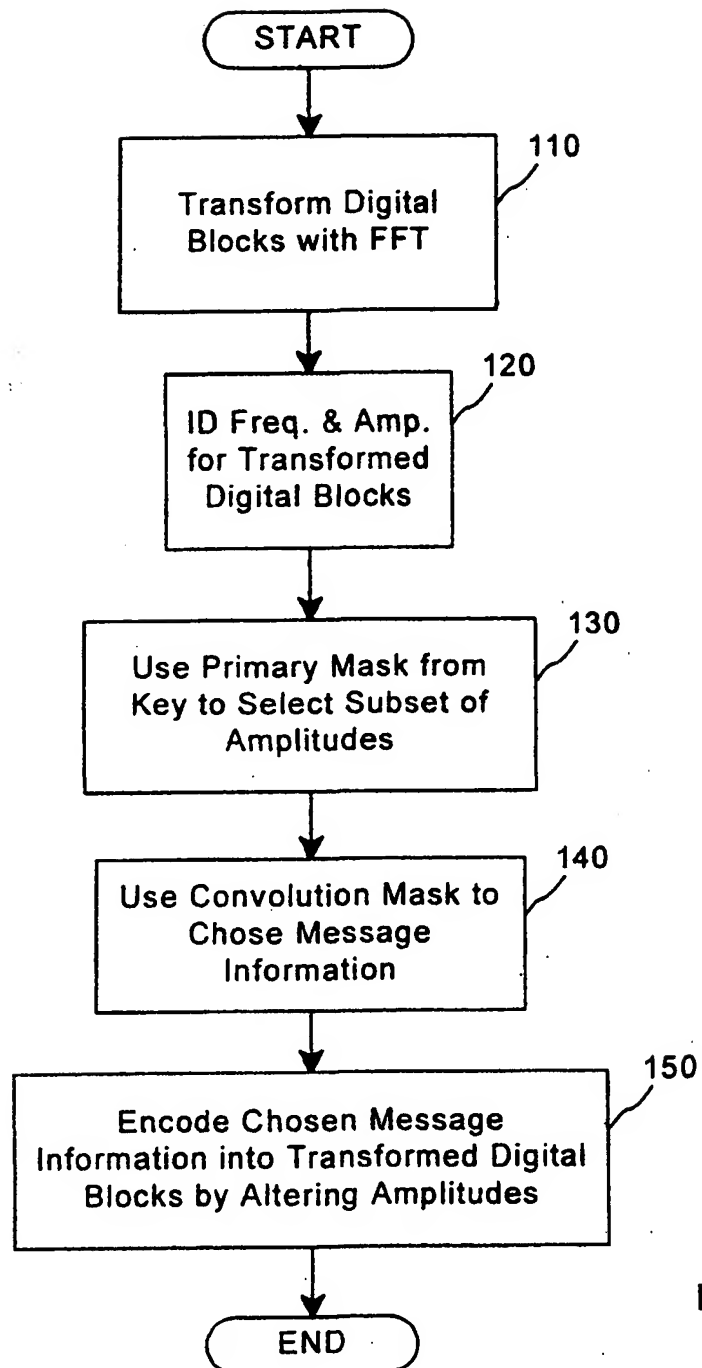 START
110
Transform Digital
Blocks with FFT
120
ID Freq. & Amp.
for Transformed
Digital Blocks
130
Use Primary Mask from
Key to Select Subset of
Amplitudes
140
Use Convolution Mask to
Chose Message
Information
150
Encode Chosen Message
Information into Transformed Digital
Blocks by Altering Amplitudes
END